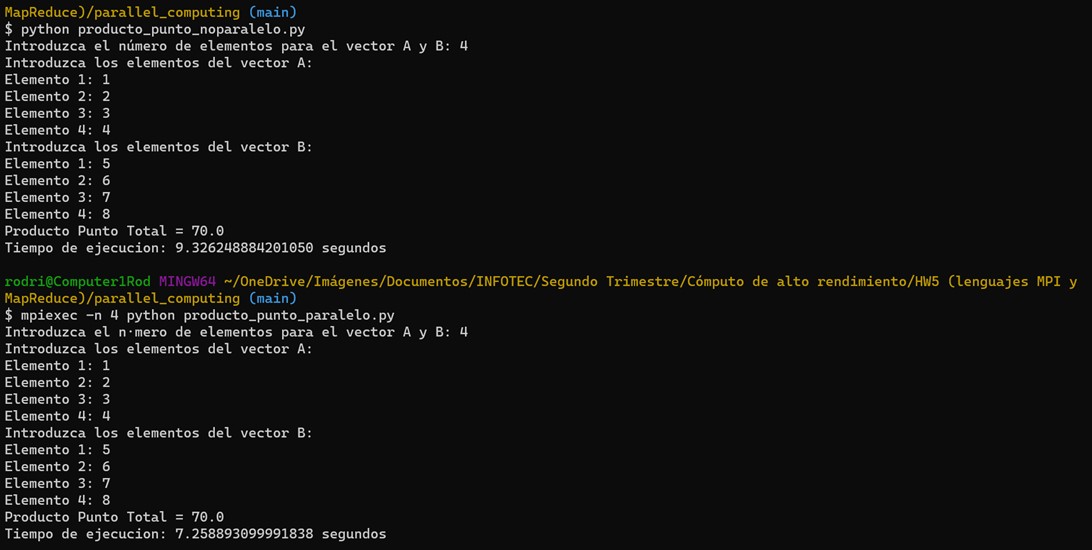 MapReduce)/parallel_computing (main)
$ python producto_punto_noparalelo.py
Introduzca el número de elementos para el vector A y B: 4
Introduzca los elementos del vector A:
Elemento 1: 1
Elemento 2: 2
Elemento 3: 3
Elemento 4: 4
Introduzca los elementos del vector B:
Elemento 1: 5
Elemento 2: 6
Elemento 3: 7
Elemento 4: 8
Producto Punto Total = 70.0
Tiempo de ejecucion: 9.326248884201050 segundos
rodri@Computer1Rod MINGW64 ~/OneDrive/Imágenes/Documentos/INFOTEC/Segundo Trimestre/Cómputo de alto rendimiento/HW5 (lenguajes MPI y
MapReduce)/parallel_computing (main)
$ mpiexec -n 4 python producto_punto_paralelo.py
Introduzca el n·mero de elementos para el vector A y B: 4
Introduzca los elementos del vector A:
Elemento 1: 1
Elemento 2: 2
Elemento 3: 3
Elemento 4: 4
Introduzca los elementos del vector B:
Elemento 1: 5
Elemento 2: 6
Elemento 3: 7
Elemento 4: 8
Producto Punto Total = 70.0
Tiempo de ejecucion: 7.258893099991838 segundos